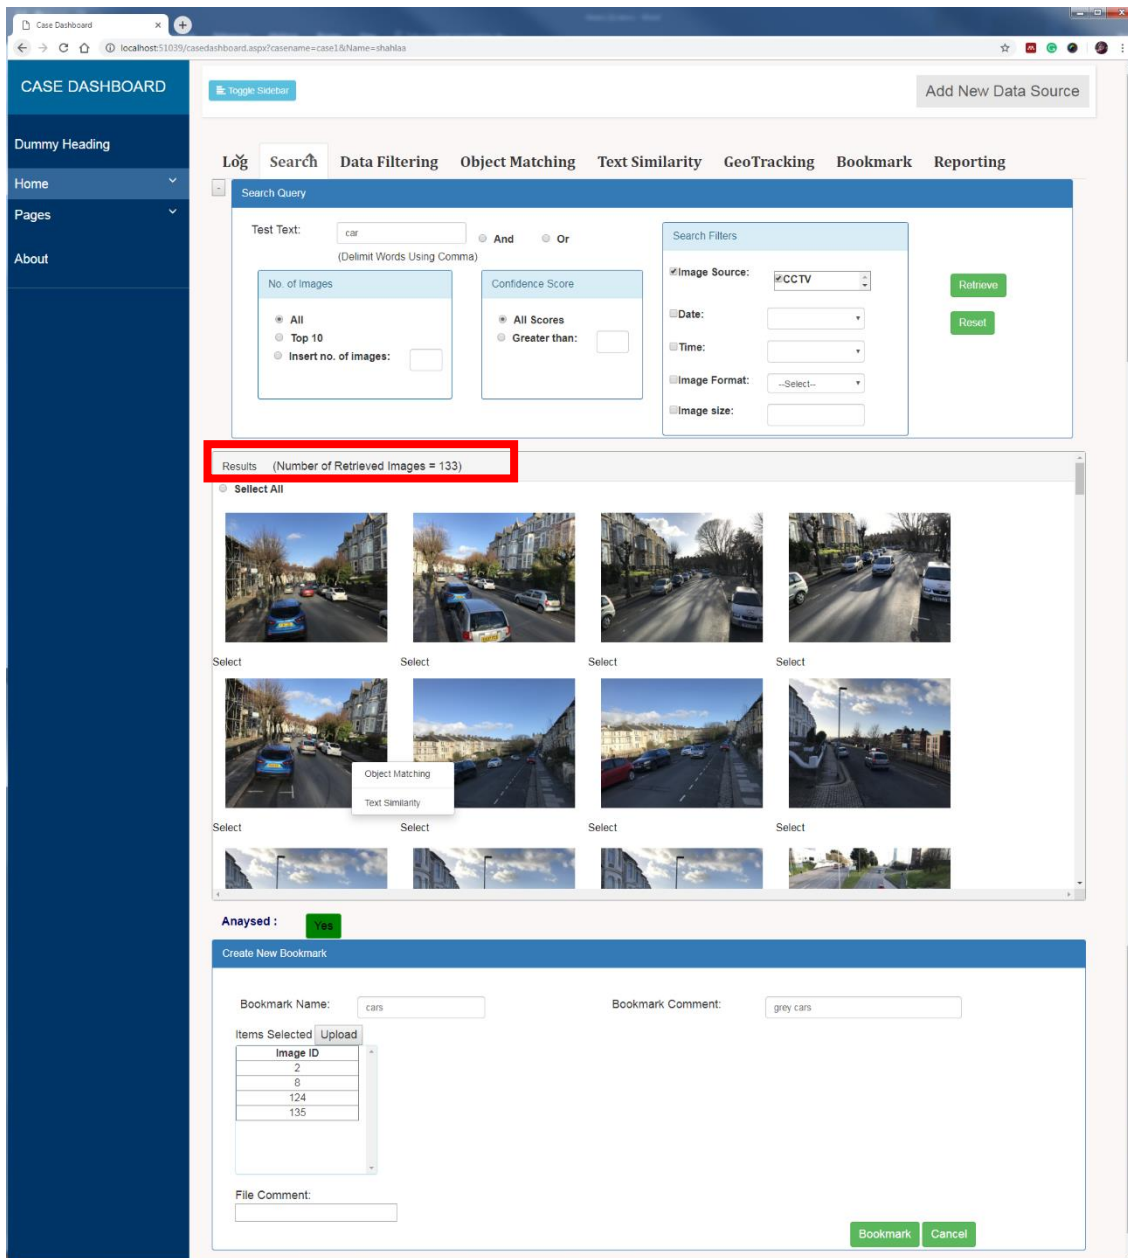 Case Dashboard
localhost:51039/casedashboard.aspx?casename=case1&Name=shahlaa
CASE DASHBOARD
Toggle Sidebar
Add New Data Source
Dummy Heading
Home
Pages
About
Log Search Data Filtering Object Matching Text Similarity GeoTracking Bookmark Reporting
-
Search Query
Test Text: car And Or
(Delimit Words Using Comma)
No. of Images
All
Top 10
Insert no. of images:
Confidence Score
All Scores
Greater than:
Search Filters
Image Source: CCTV
Date:
Time:
Image Format: --Select--
Image size:
Retrieve
Reset
Results (Number of Retrieved Images = 133)
Sellect All
Select Select Select Select
Object Matching
Text Similarity
Select Select Select Select
Anaysed : Yes
Create New Bookmark
Bookmark Name: cars Bookmark Comment: grey cars
Items Selected Upload
Image ID
2
8
124
135
File Comment:
Bookmark Cancel